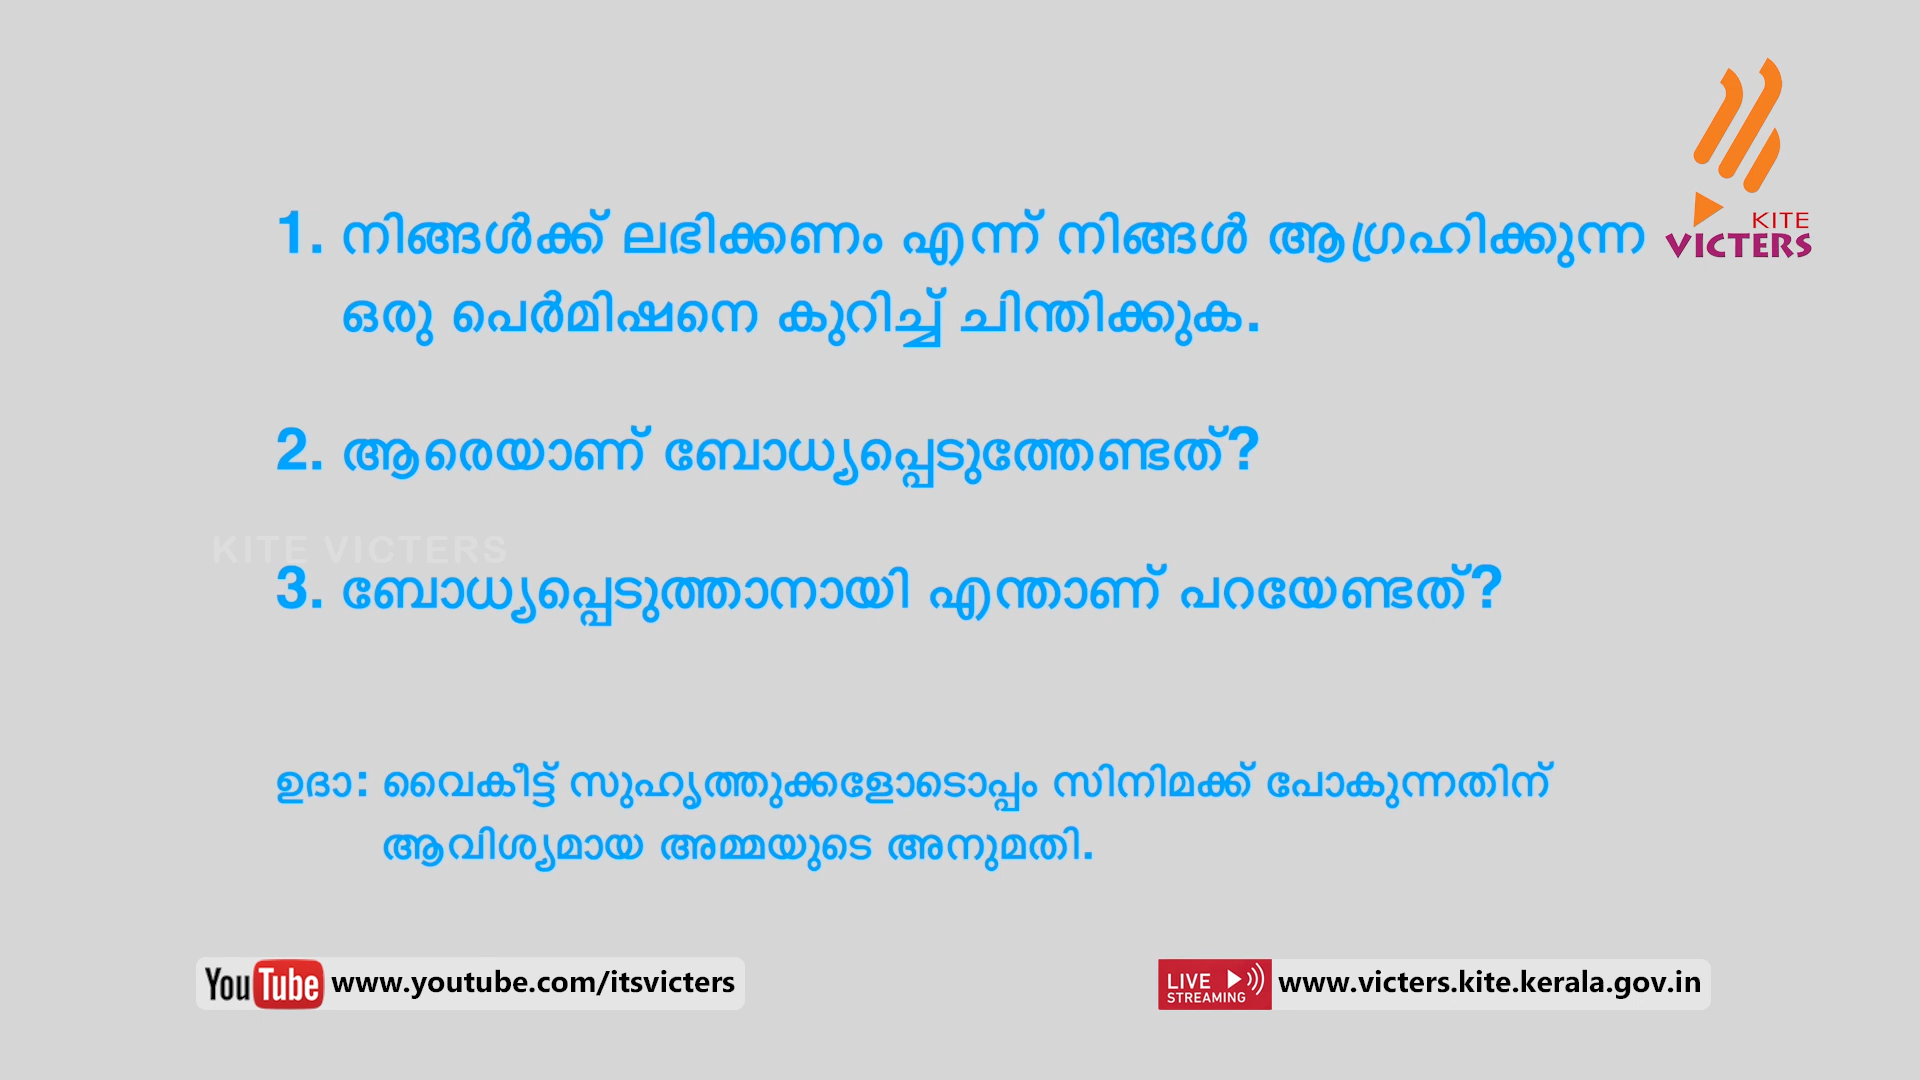 KITE
VICTERS
1. നിങ്ങൾക്ക് ലഭിക്കണം എന്ന് നിങ്ങൾ ആഗ്രഹിക്കുന്ന
ഒരു പെർമിഷനെ കുറിച്ച് ചിന്തിക്കുക.
2. ആരെയാണ് ബോധ്യപ്പെടുത്തേണ്ടത്?
KITE VICTERS
3. ബോധ്യപ്പെടുത്താനായി എന്താണ് പറയേണ്ടത്?
ഉദാ: വൈകീട്ട് സുഹൃത്തുക്കളോടൊപ്പം സിനിമക്ക് പോകുന്നതിന്
ആവിശ്യമായ അമ്മയുടെ അനുമതി.
YouTube www.youtube.com/itsvicters
LIVE STREAMING www.victers.kite.kerala.gov.in